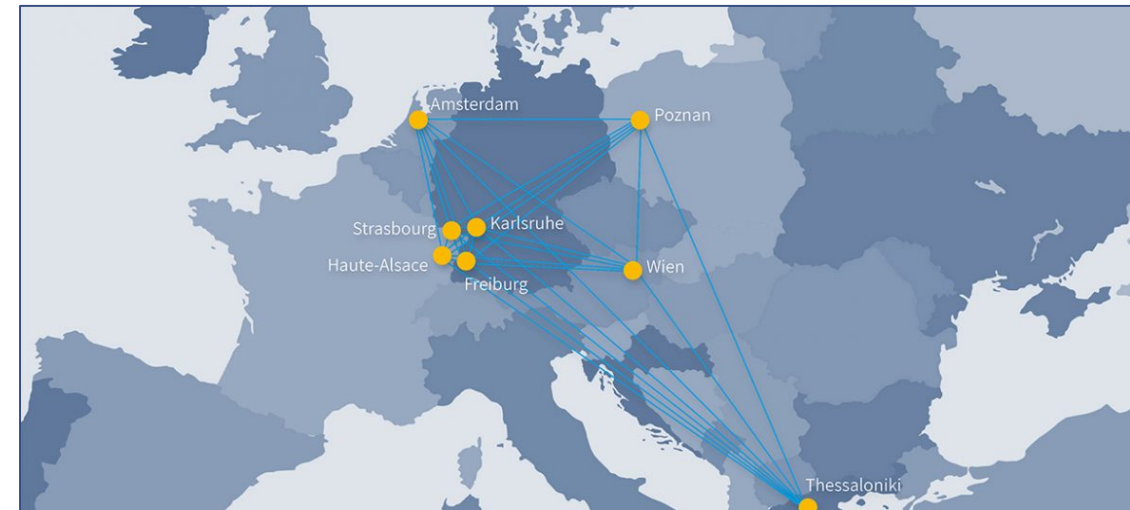 Amsterdam
Poznan
Strasbourg
Karlsruhe
Haute-Alsace
Wien
Freiburg
Thessaloniki